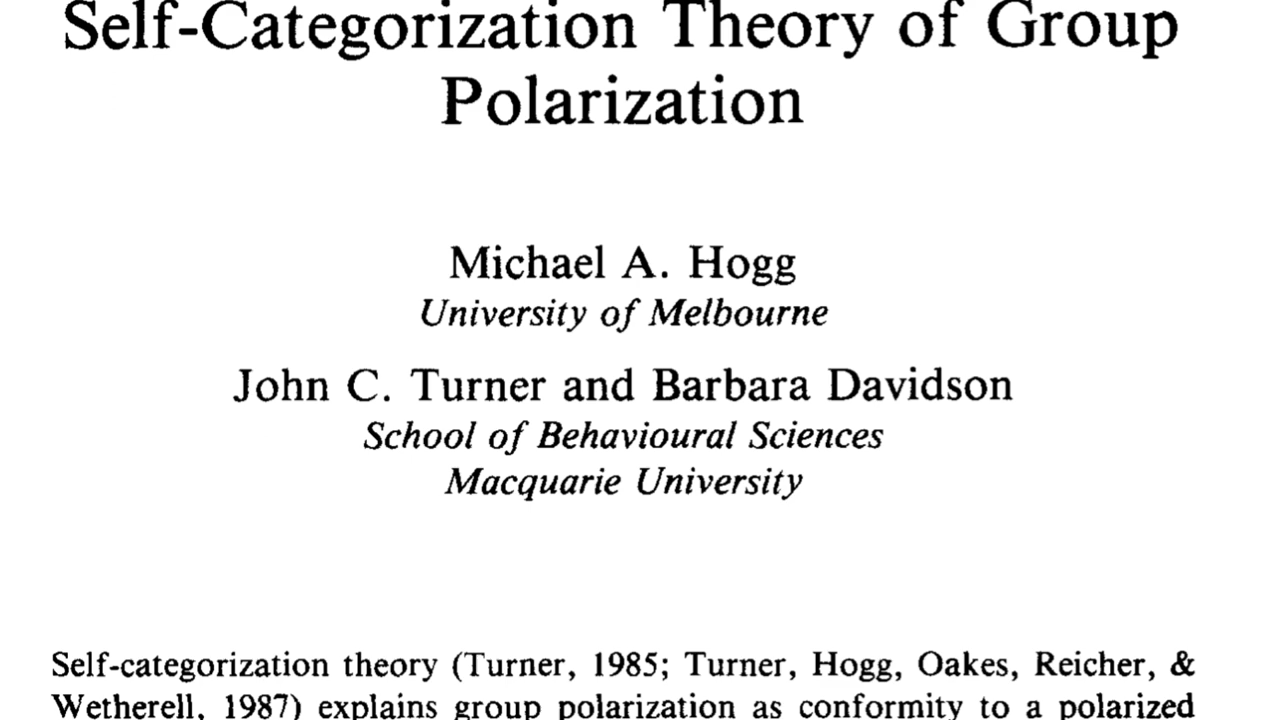 Self-Categorization Theory of Group
Polarization
Michael A. Hogg
University of Melbourne
John C. Turner and Barbara Davidson
School of Behavioural Sciences
Macquarie University
Self-categorization theory (Turner, 1985; Turner, Hogg, Oakes, Reicher, &
Wetherell, 1987) explains group polarization as conformity to a polarized